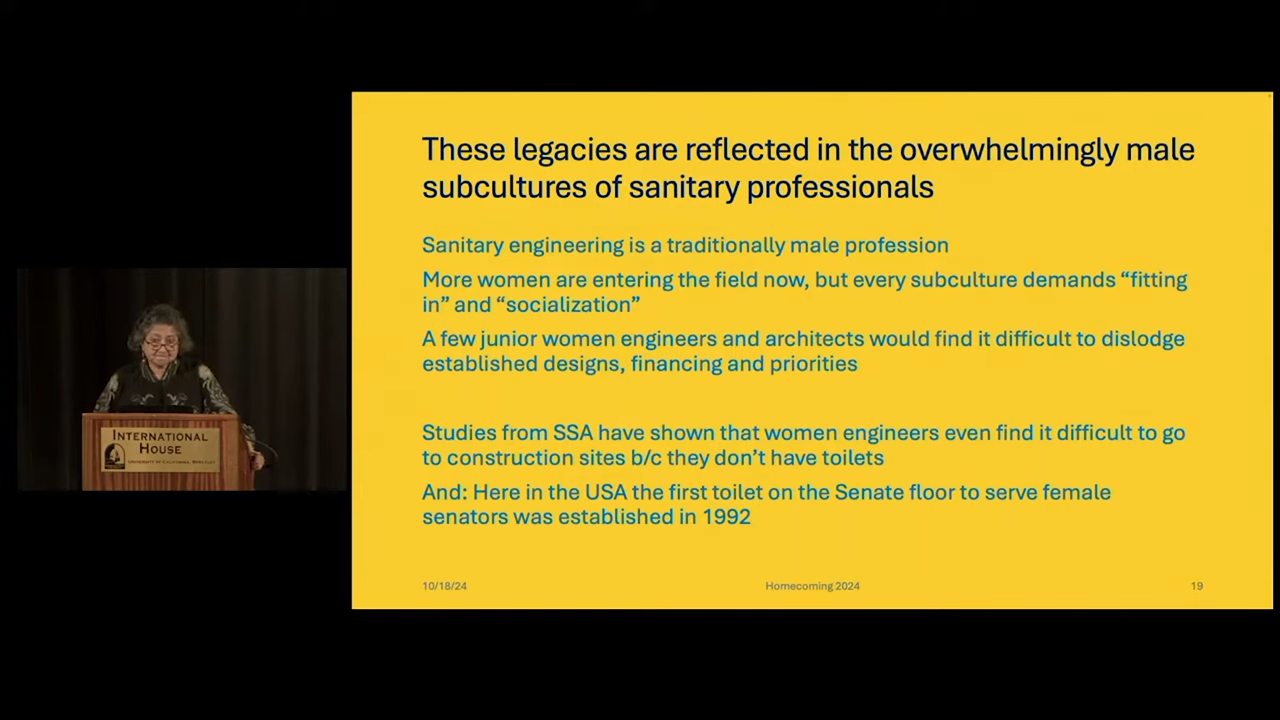 These legacies are reflected in the overwhelmingly male
subcultures of sanitary professionals
Sanitary engineering is a traditionally male profession
More women are entering the field now, but every subculture demands “fitting
in” and “socialization”
A few junior women engineers and architects would find it difficult to dislodge
established designs, financing and priorities
Studies from SSA have shown that women engineers even find it difficult to go
to construction sites b/c they don’t have toilets
And: Here in the USA the first toilet on the Senate floor to serve female
senators was established in 1992
10/18/24
Homecoming 2024
19
INTERNATIONAL
HOUSE
UNIVERSITY OF CALIFORNIA, BERKELEY